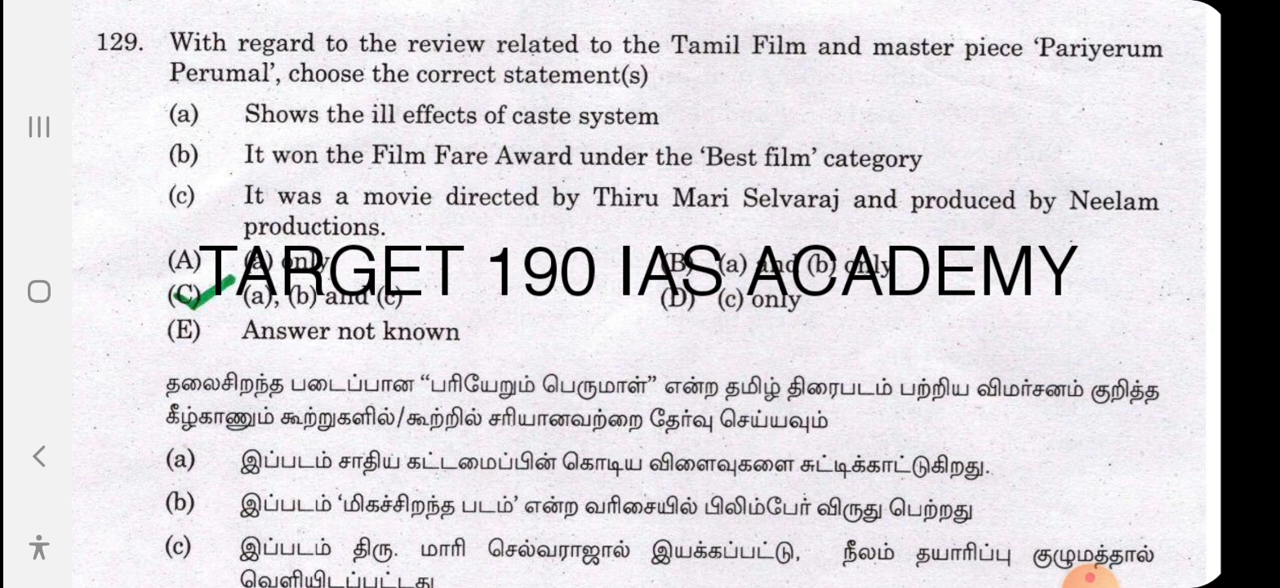 129. With regard to the review related to the Tamil Film and master piece ‘Pariyerum
Perumal’, choose the correct statement(s)
(a) Shows the ill effects of caste system
(b) It won the Film Fare Award under the ‘Best film’ category
(c) It was a movie directed by Thiru Mari Selvaraj and produced by Neelam
productions.
(A) (a) only (B) (a) and (b) only
TARGET 190 IAS ACADEMY
(C) (a), (b) and (c) (D) (c) only
(E) Answer not known
தலைசிறந்த படைப்பான “பரியேறும் பெருமாள்” என்ற தமிழ் திரைபடம் பற்றிய விமர்சனம் குறித்த
கீழ்காணும் கூற்றுகளில்/கூற்றில் சரியானவற்றை தேர்வு செய்யவும்
(a) இப்படம் சாதிய கட்டமைப்பின் கொடிய விளைவுகளை சுட்டிக்காட்டுகிறது.
(b) இப்படம் ‘மிகச்சிறந்த படம்’ என்ற வரிசையில் பிலிம்பேர் விருது பெற்றது
(c) இப்படம் திரு. மாரி செல்வராஜால் இயக்கப்பட்டு, நீலம் தயாரிப்பு குழுமத்தால்
வெளியிடப்பட்டது